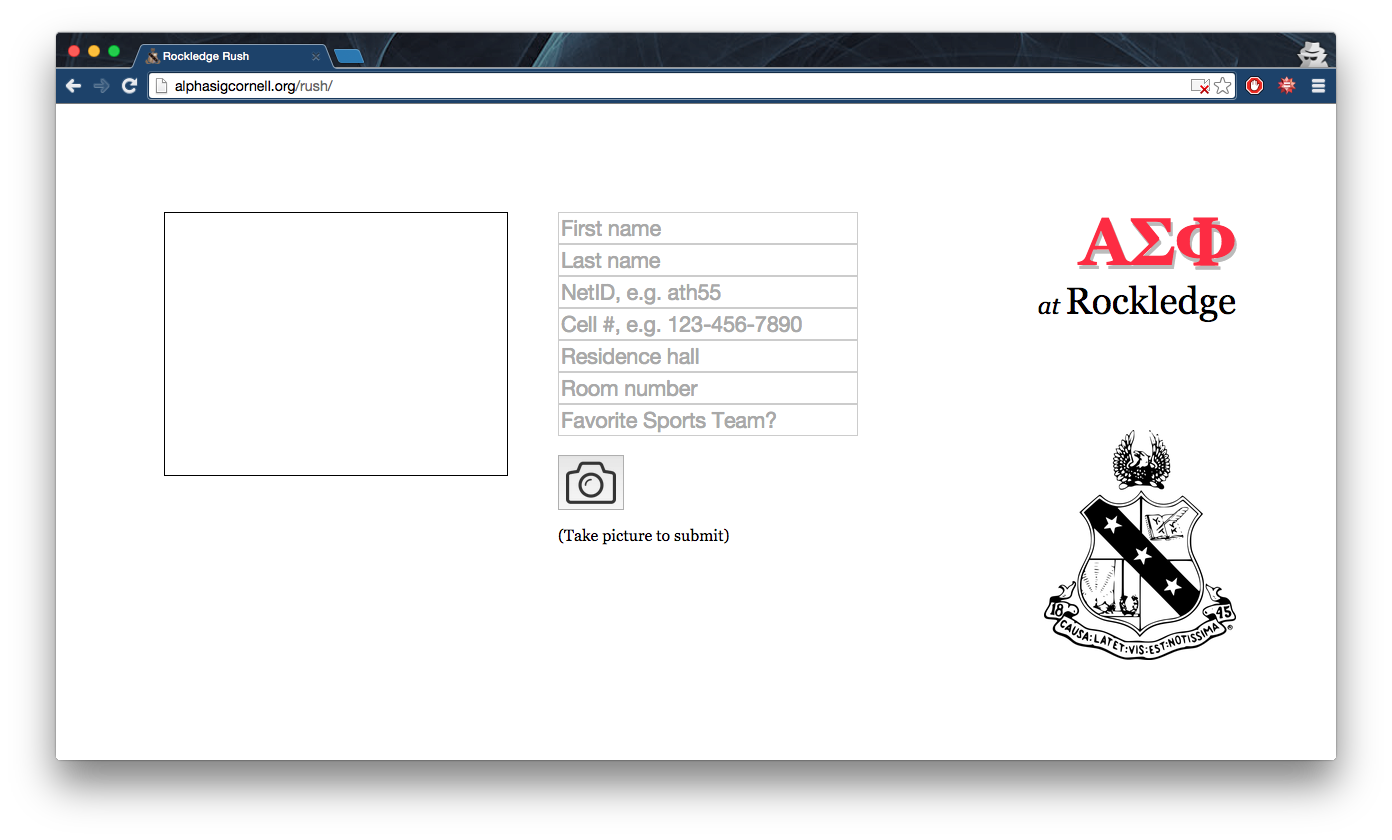 Rockledge Rush
alphasigcornell.org/rush/
First name
Last name
NetID, e.g. ath55
Cell #, e.g. 123-456-7890
Residence hall
Room number
Favorite Sports Team?
(Take picture to submit)
ΑΣΦ
at Rockledge
18 45
CAUSA:LATET:VIS:EST:NOTISSIMA ®